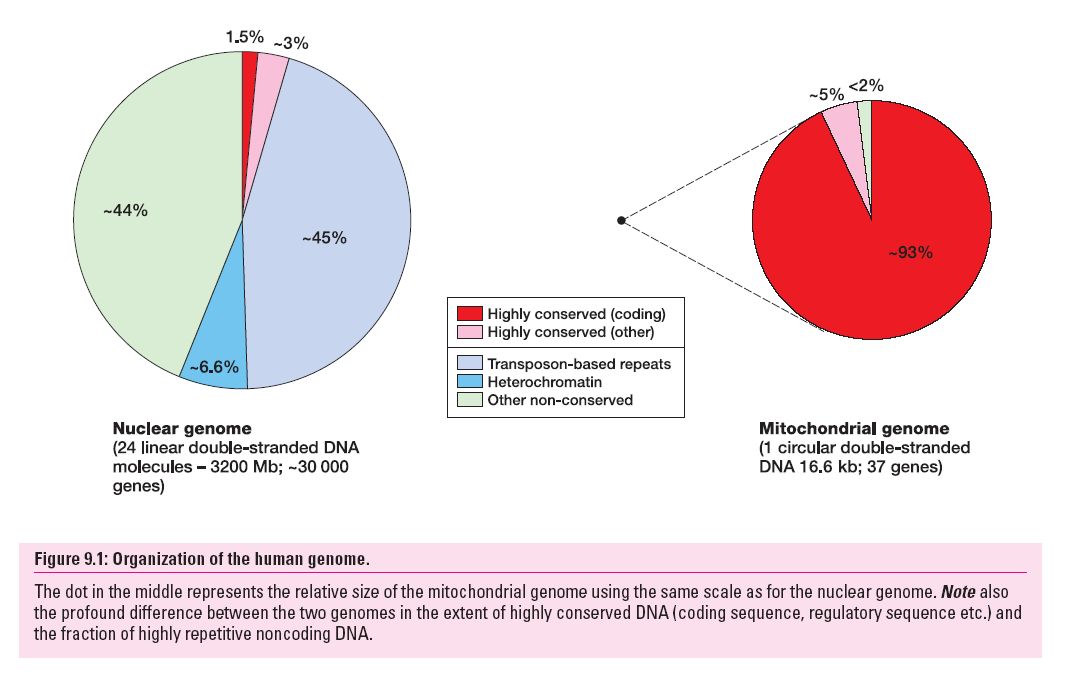 1.5%
~3%
~44%
~45%
~6.6%
~5%
<2%
~93%
Highly conserved (coding)
Highly conserved (other)
Transposon-based repeats
Heterochromatin
Other non-conserved
Nuclear genome
(24 linear double-stranded DNA
molecules – 3200 Mb; ~30 000
genes)
Mitochondrial genome
(1 circular double-stranded
DNA 16.6 kb; 37 genes)
Figure 9.1: Organization of the human genome.
The dot in the middle represents the relative size of the mitochondrial genome using the same scale as for the nuclear genome. Note also
the profound difference between the two genomes in the extent of highly conserved DNA (coding sequence, regulatory sequence etc.) and
the fraction of highly repetitive noncoding DNA.